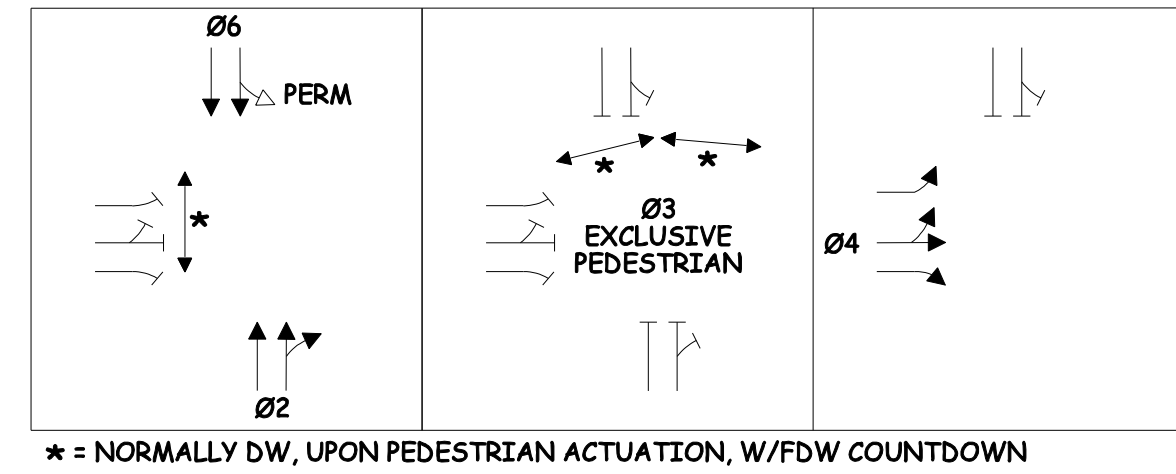 Ø6
PERM
*
Ø2
* *
Ø3
EXCLUSIVE
PEDESTRIAN
Ø4
* = NORMALLY DW, UPON PEDESTRIAN ACTUATION, W/FDW COUNTDOWN